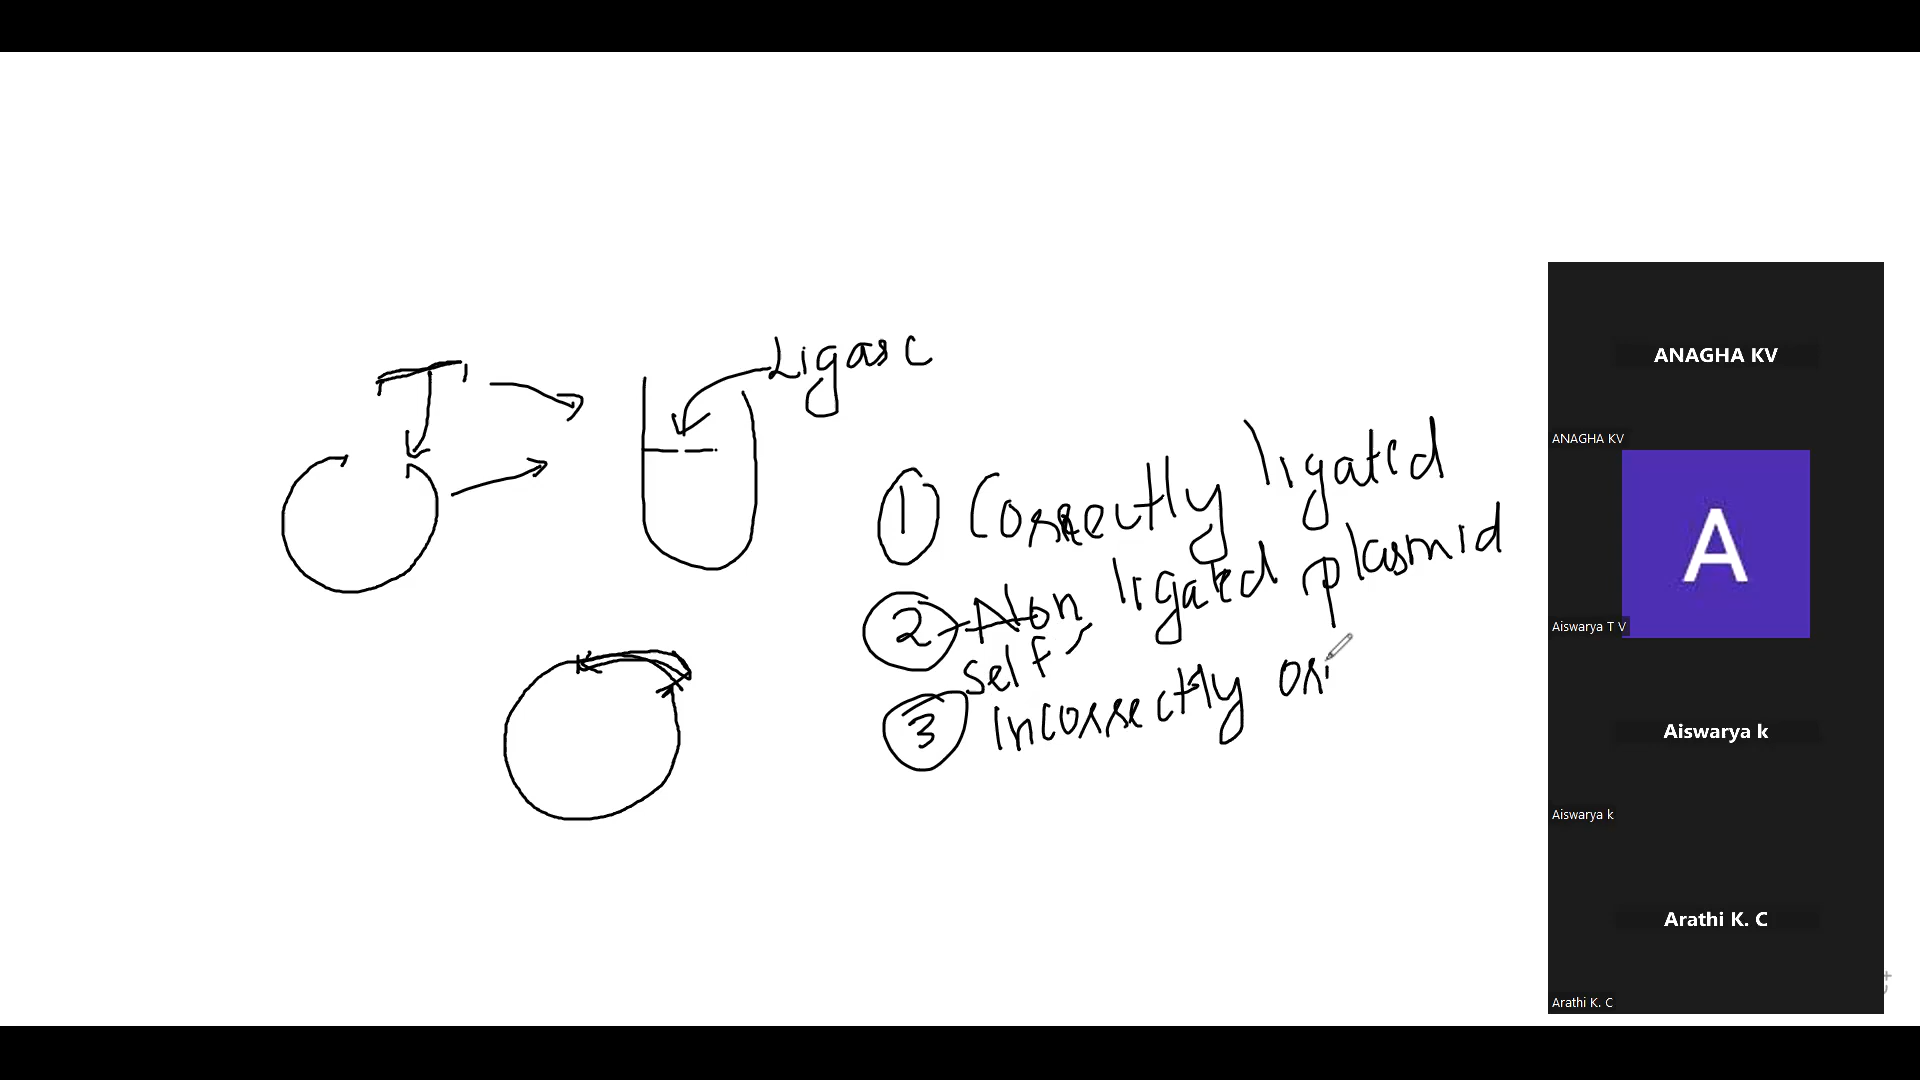 Ligase
1 Correctly ligated
2 Non ligated plasmid
self
3 Incorrectly ori
ANAGHA KV
ANAGHA KV
A
Aiswarya T V
Aiswarya k
Aiswarya k
Arathi K. C
Arathi K. C